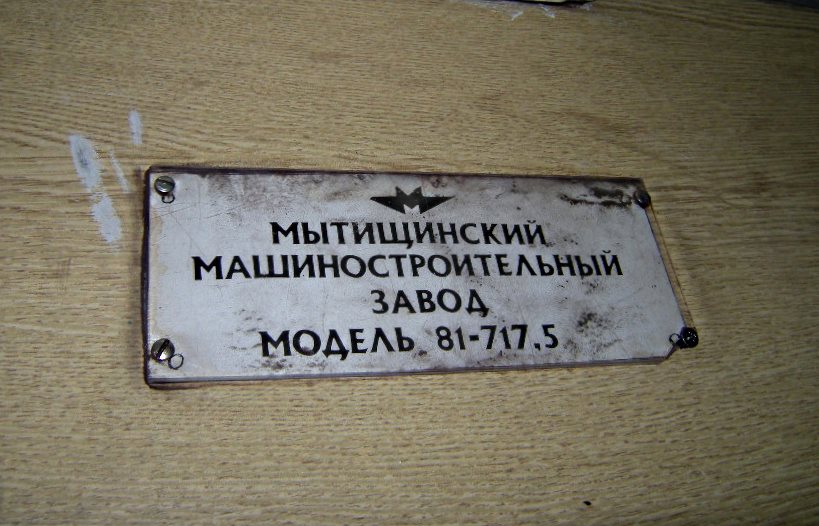 МЫТИЩИНСКИЙ
МАШИНОСТРОИТЕЛЬНЫЙ
ЗАВОД
МОДЕЛЬ 81-717.5